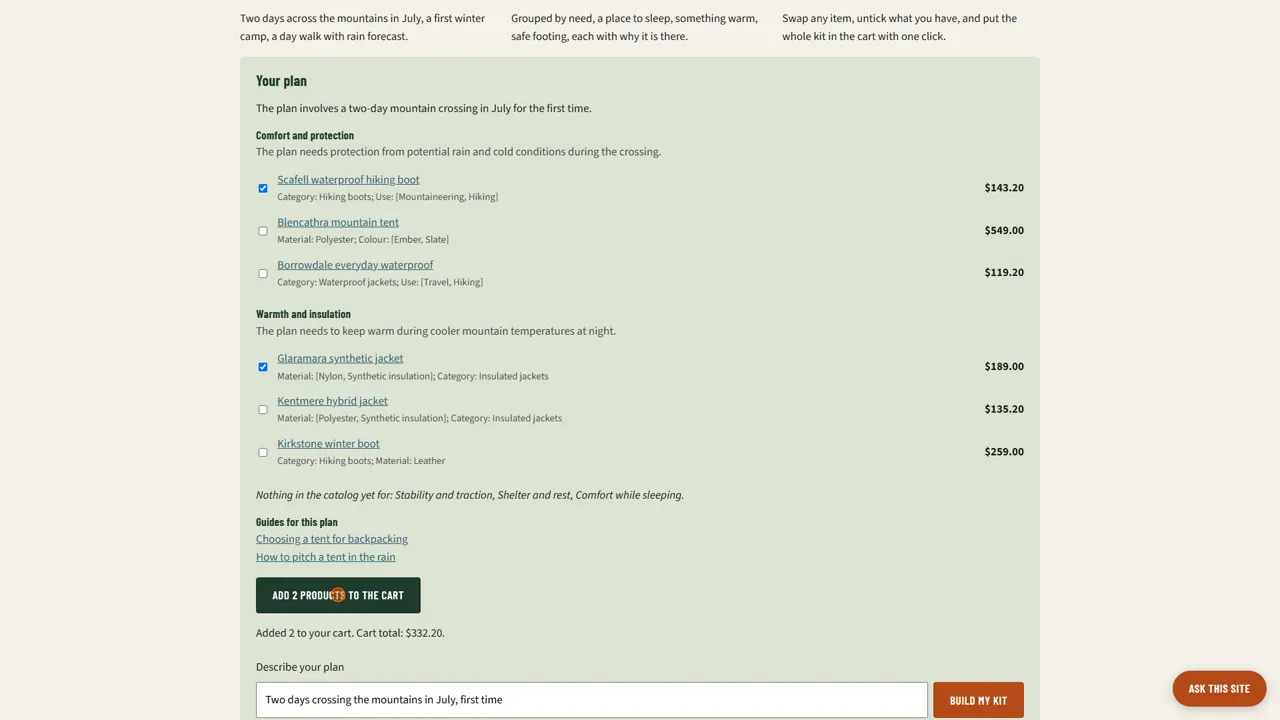 Two days across the mountains in July, a first winter
camp, a day walk with rain forecast.
Grouped by need, a place to sleep, something warm,
safe footing, each with why it is there.
Swap any item, untick what you have, and put the
whole kit in the cart with one click.
Your plan
The plan involves a two-day mountain crossing in July for the first time.
Comfort and protection
The plan needs protection from potential rain and cold conditions during the crossing.
Scafell waterproof hiking boot
Category: Hiking boots; Use: [Mountaineering, Hiking]
$143.20
Blencathra mountain tent
Material: Polyester; Colour: [Ember, Slate]
$549.00
Borrowdale everyday waterproof
Category: Waterproof jackets; Use: [Travel, Hiking]
$119.20
Warmth and insulation
The plan needs to keep warm during cooler mountain temperatures at night.
Glaramara synthetic jacket
Material: [Nylon, Synthetic insulation]; Category: Insulated jackets
$189.00
Kentmere hybrid jacket
Material: [Polyester, Synthetic insulation]; Category: Insulated jackets
$135.20
Kirkstone winter boot
Category: Hiking boots; Material: Leather
$259.00
Nothing in the catalog yet for: Stability and traction, Shelter and rest, Comfort while sleeping.
Guides for this plan
Choosing a tent for backpacking
How to pitch a tent in the rain
ADD 2 PRODUCTS TO THE CART
Added 2 to your cart. Cart total: $332.20.
Describe your plan
Two days crossing the mountains in July, first time
BUILD MY KIT
ASK THIS SITE